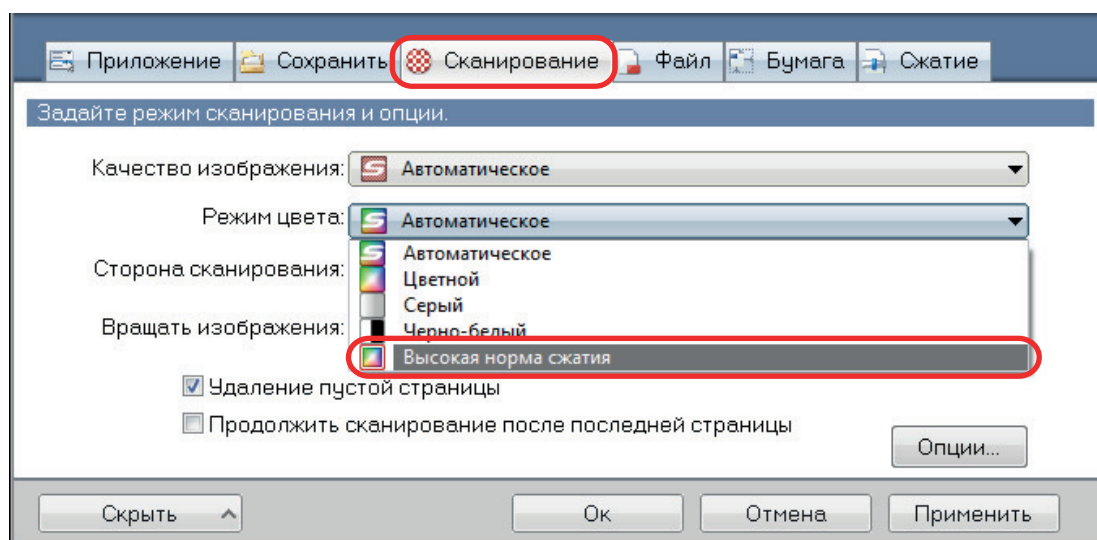 Приложение Сохранить Сканирование Файл Бумага Сжатие
Задайте режим сканирования и опции.
Качество изображения: Автоматическое
Режим цвета: Автоматическое
Автоматическое
Сторона сканирования:
Цветной
Серый
Вращать изображения:
Черно-белый
Высокая норма сжатия
Удаление пустой страницы
Продолжить сканирование после последней страницы
Опции...
Скрыть Ок Отмена Применить